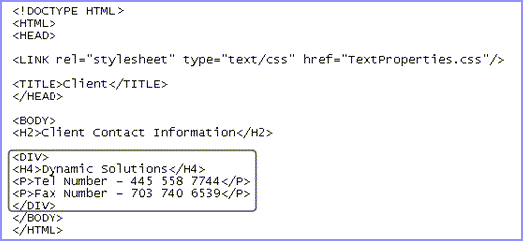 <!DOCTYPE HTML>
<HTML>
<HEAD>
<LINK rel="stylesheet" type="text/css" href="TextProperties.css"/>
<TITLE>Client</TITLE>
</HEAD>
<BODY>
<H2>Client Contact Information</H2>
<DIV>
<H4>Dynamic Solutions</H4>
<P>Tel Number – 445 558 7744</P>
<P>Fax Number – 703 740 6539</P>
</DIV>
</BODY>
</HTML>